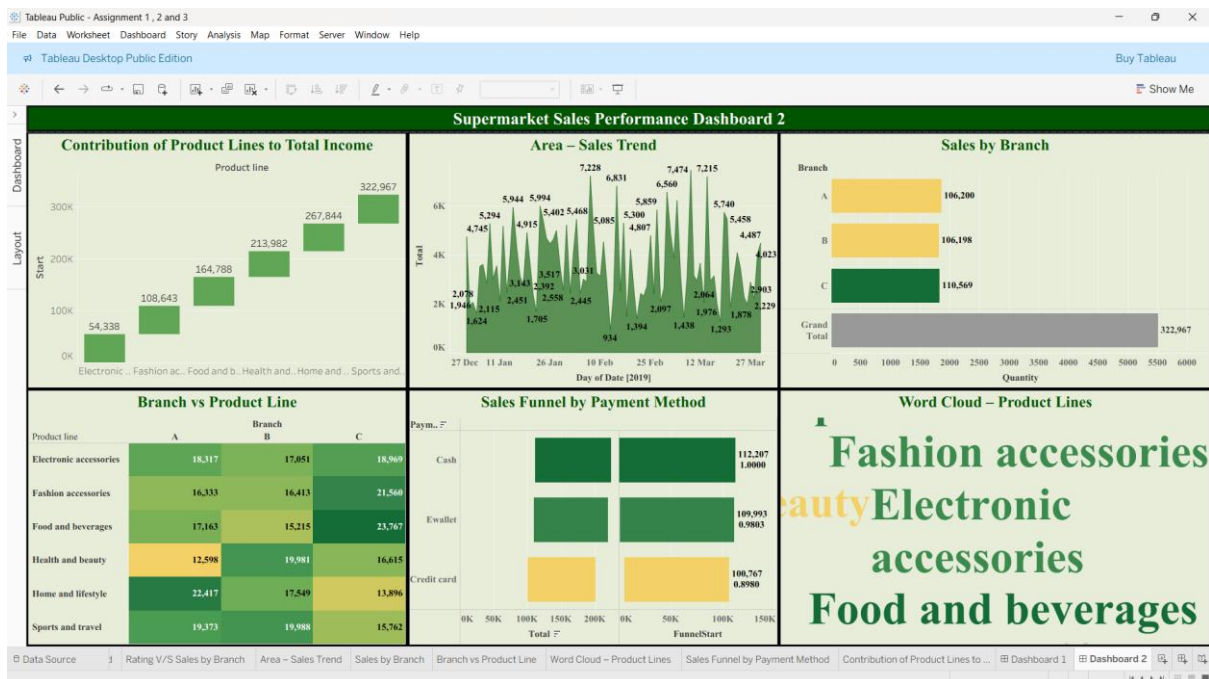 Tableau Public - Assignment 1 , 2 and 3
File Data Worksheet Dashboard Story Analysis Map Format Server Window Help
Tableau Desktop Public Edition
Buy Tableau
Show Me
Dashboard
Layout
Supermarket Sales Performance Dashboard 2
Contribution of Product Lines to Total Income
Product line
322,967
267,844
213,982
164,788
108,643
54,338
300K
200K
100K
0K
Start
Electronic .. Fashion ac.. Food and b.. Health and.. Home and .. Sports and..
Area – Sales Trend
7,228
7,474
7,215
6,831
6,560
5,944
5,994
5,859
5,740
5,294
5,402
5,468
5,300
5,458
4,745
4,915
5,085
4,807
4,487
4,023
3,517
3,143
2,392
3,031
2,078
2,451
2,558
2,445
2,097
2,064
2,903
1,946
2,115
2,229
1,624
1,705
934
1,394
1,438
1,976
1,293
1,878
6K
4K
2K
0K
Total
27 Dec 11 Jan 26 Jan 10 Feb 25 Feb 12 Mar 27 Mar
Day of Date [2019]
Sales by Branch
Branch
A 106,200
B 106,198
C 110,569
Grand
Total
322,967
0 500 1000 1500 2000 2500 3000 3500 4000 4500 5000 5500 6000
Quantity
Branch vs Product Line
Branch
Product line A B C
Electronic accessories 18,317 17,051 18,969
Fashion accessories 16,333 16,413 21,560
Food and beverages 17,163 15,215 23,767
Health and beauty 12,598 19,981 16,615
Home and lifestyle 22,417 17,549 13,896
Sports and travel 19,373 19,988 15,762
Sales Funnel by Payment Method
Paym..
Cash
112,207
1.0000
Ewallet
109,993
0.9803
Credit card
100,767
0.8980
0K 50K 100K 150K 200K 0K 50K 100K 150K
Total FunnelStart
Word Cloud – Product Lines
Fashion accessories
eauty Electronic
accessories
Food and beverages
Data Source Rating V/S Sales by Branch Area – Sales Trend Sales by Branch Branch vs Product Line Word Cloud – Product Lines Sales Funnel by Payment Method Contribution of Product Lines to ... Dashboard 1 Dashboard 2